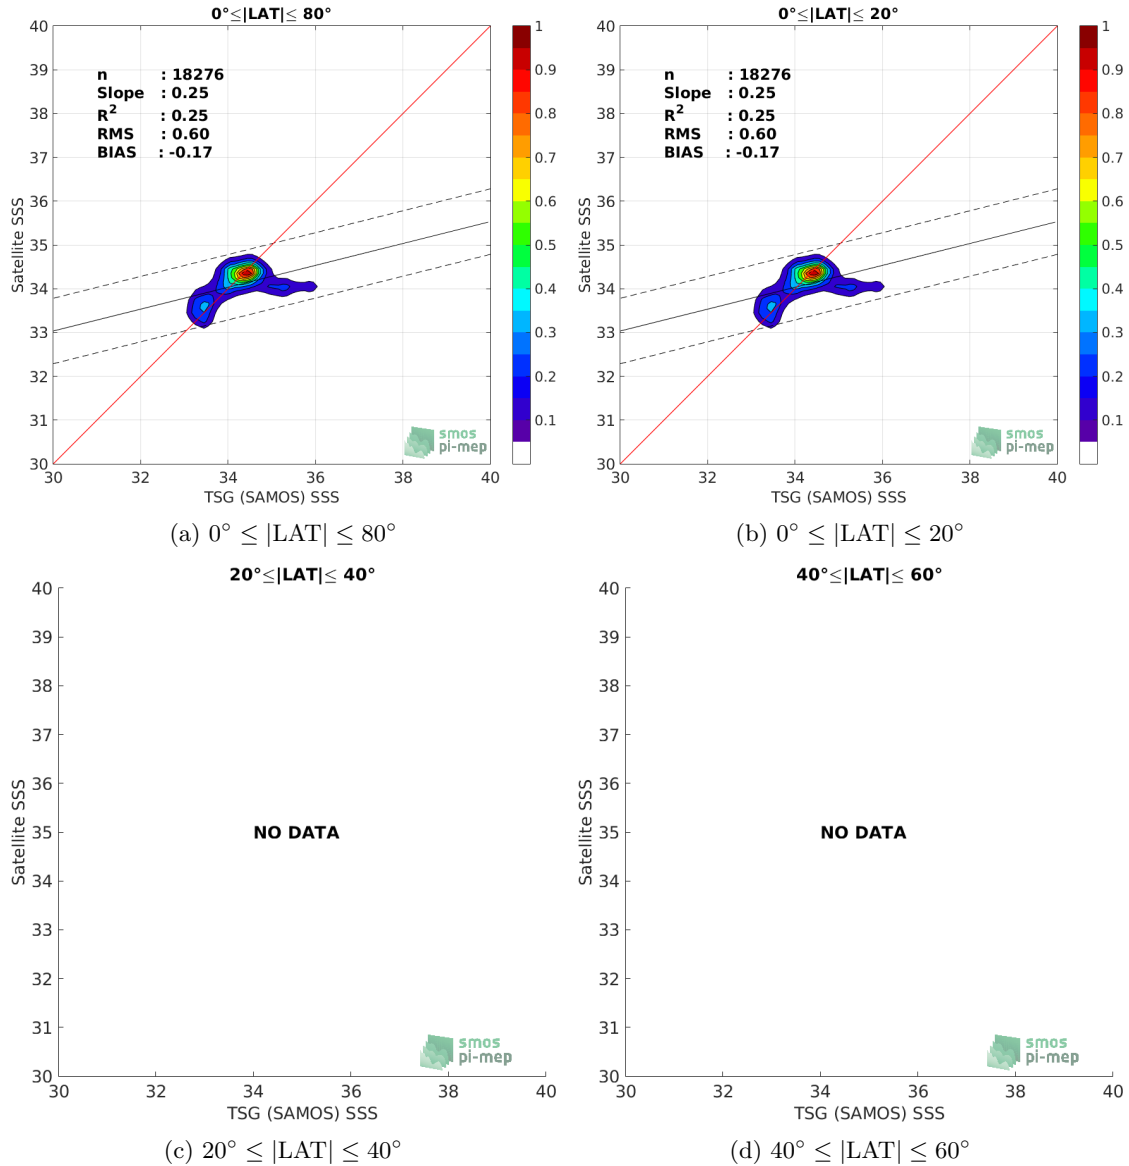 0°≤|LAT|≤ 80°
40
39
38
37
36
35
34
33
32
31
30
Satellite SSS
n : 18276
Slope : 0.25
R² : 0.25
RMS : 0.60
BIAS : -0.17
smos
pi-mep
30 32 34 36 38 40
TSG (SAMOS) SSS
1
0.9
0.8
0.7
0.6
0.5
0.4
0.3
0.2
0.1
(a) 0° ≤ |LAT| ≤ 80°
0°≤|LAT|≤ 20°
40
39
38
37
36
35
34
33
32
31
30
Satellite SSS
n : 18276
Slope : 0.25
R² : 0.25
RMS : 0.60
BIAS : -0.17
smos
pi-mep
30 32 34 36 38 40
TSG (SAMOS) SSS
1
0.9
0.8
0.7
0.6
0.5
0.4
0.3
0.2
0.1
(b) 0° ≤ |LAT| ≤ 20°
20°≤|LAT|≤ 40°
40
39
38
37
36
35
34
33
32
31
30
Satellite SSS
NO DATA
smos
pi-mep
30 32 34 36 38 40
TSG (SAMOS) SSS
(c) 20° ≤ |LAT| ≤ 40°
40°≤|LAT|≤ 60°
40
39
38
37
36
35
34
33
32
31
30
Satellite SSS
NO DATA
smos
pi-mep
30 32 34 36 38 40
TSG (SAMOS) SSS
(d) 40° ≤ |LAT| ≤ 60°